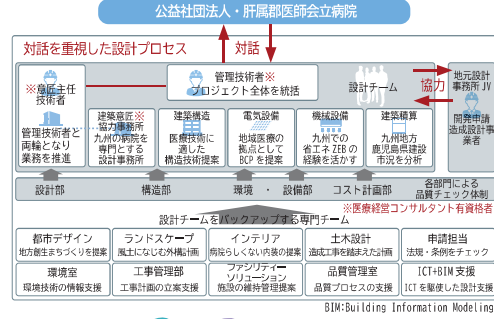 公益社団法人・肝属郡医師会立病院
対話を重視した設計プロセス
対話
※意匠主任
技術者
管理技術者と
両輪となり
業務を推進
管理技術者※
プロジェクト全体を統括
設計チーム
協力
地元設計
事務所 JV
開発申請
造成設計事
業者
建築意匠※
協力事務所
九州の病院を
専門とする
設計事務所
建築構造
医療技術に
適した
構造技術提案
電気設備
地域医療の
拠点として
BCP を提案
機械設備
九州での
省エネ ZEB の
経験を活かす
建築積算
九州地方
鹿児島県建設
市況を分析
設計部
構造部
環境 ・ 設備部
コスト計画部
各部門による
品質チェック体制
※医療経営コンサルタント有資格者
設計チームをバックアップする専門チーム
都市デザイン
地方創生まちづくりを提案
ランドスケープ
風土になじむ外構計画
インテリア
病院らしくない内装の提案
土木設計
造成工事を踏まえた計画
申請担当
法規・条例をチェック
環境室
環境技術の情報支援
工事管理部
工事計画の立案支援
ファシリティー
ソリューション
施設の維持管理提案
品質管理室
品質プロセスの支援
ICT+BIM 支援
ICT を駆使した設計支援
BIM:Building Information Modeling